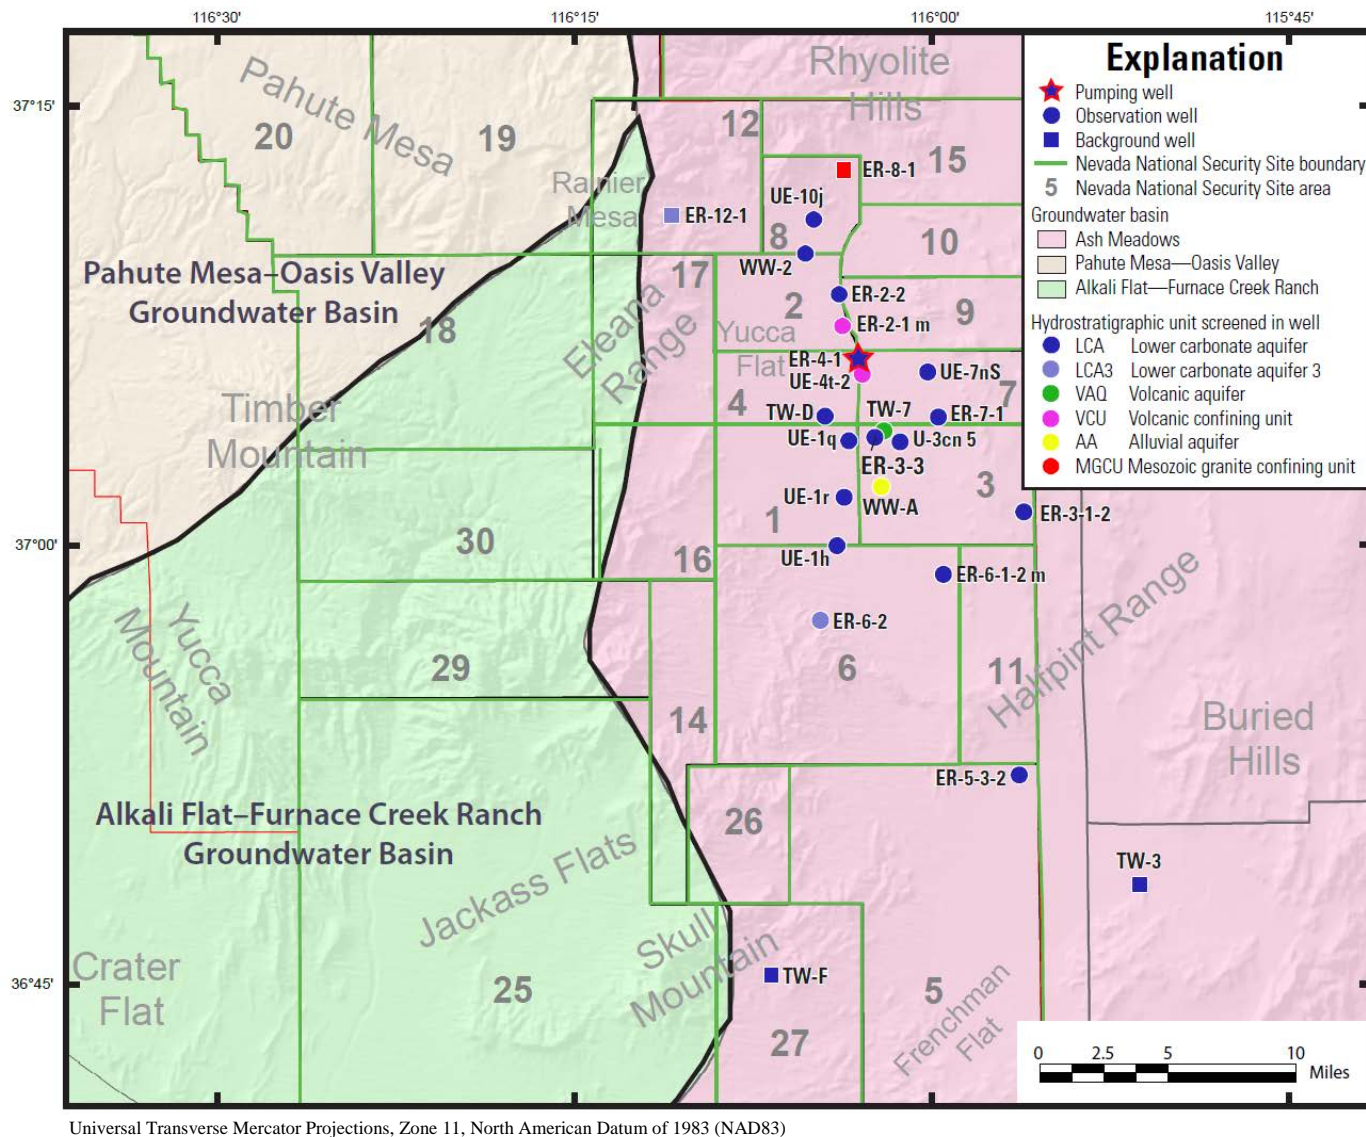 116°30'
116°15'
116°00'
115°45'
37°15'
37°00'
36°45'
Pahute Mesa
20
19
Rhyolite
Hills
12
15
ER-8-1
Rainier
Mesa
ER-12-1
UE-10j
8
10
WW-2
17
Pahute Mesa–Oasis Valley
Groundwater Basin
18
Eleana
Range
2
ER-2-2
9
ER-2-1 m
Yucca
Flat
ER-4-1
UE-4t-2
UE-7nS
7
4
TW-D
TW-7
ER-7-1
UE-1q
U-3cn 5
ER-3-3
Timber
Mountain
3
UE-1r
WW-A
1
ER-3-1-2
30
16
UE-1h
ER-6-1-2 m
Yucca
Mountain
ER-6-2
29
6
11
Halfpint Range
14
Buried
Hills
ER-5-3-2
Alkali Flat–Furnace Creek Ranch
Groundwater Basin
26
TW-3
Jackass Flats
Skull
Mountain
Crater
Flat
25
TW-F
5
27
Frenchman
Flat
Explanation
Pumping well
Observation well
Background well
Nevada National Security Site boundary
5 Nevada National Security Site area
Groundwater basin
Ash Meadows
Pahute Mesa—Oasis Valley
Alkali Flat—Furnace Creek Ranch
Hydrostratigraphic unit screened in well
LCA Lower carbonate aquifer
LCA3 Lower carbonate aquifer 3
VAQ Volcanic aquifer
VCU Volcanic confining unit
AA Alluvial aquifer
MGCU Mesozoic granite confining unit
0 2.5 5 10
Miles
Universal Transverse Mercator Projections, Zone 11, North American Datum of 1983 (NAD83)